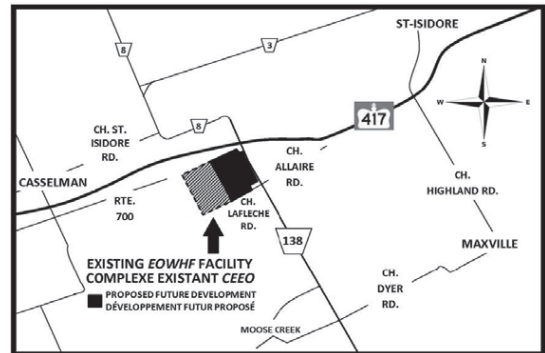 ST-ISIDORE
8
3
N
W
E
S
417
8
CH. ST.
ISIDORE
RD.
CH.
ALLAIRE
RD.
CASSELMAN
RTE.
700
CH.
LAFLECHE
RD.
CH.
HIGHLAND RD.
138
MAXVILLE
EXISTING EOWHF FACILITY
COMPLEXE EXISTANT CEEO
PROPOSED FUTURE DEVELOPMENT
DÉVELOPPEMENT FUTUR PROPOSÉ
CH.
DYER
RD.
MOOSE CREEK